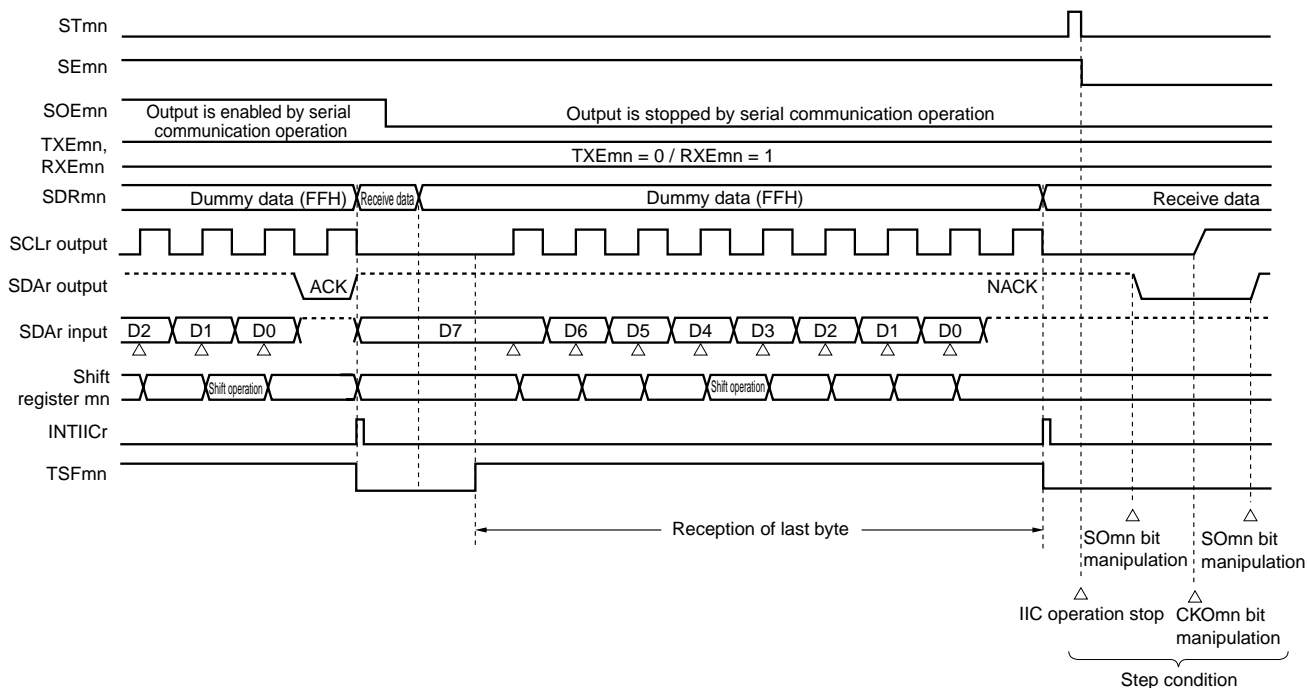 STmn
SEmn
SOEmn
Output is enabled by serial
communication operation
Output is stopped by serial communication operation
TXEmn,
RXEmn
TXEmn = 0 / RXEmn = 1
SDRmn
Dummy data (FFH)
Receive data
Dummy data (FFH)
Receive data
SCLr output
SDAr output
ACK
NACK
SDAr input
D2
D1
D0
D7
D6
D5
D4
D3
D2
D1
D0
Shift
register mn
Shift operation
Shift operation
INTIICr
TSFmn
Reception of last byte
SOmn bit
manipulation
SOmn bit
manipulation
IIC operation stop
CKOmn bit
manipulation
Step condition